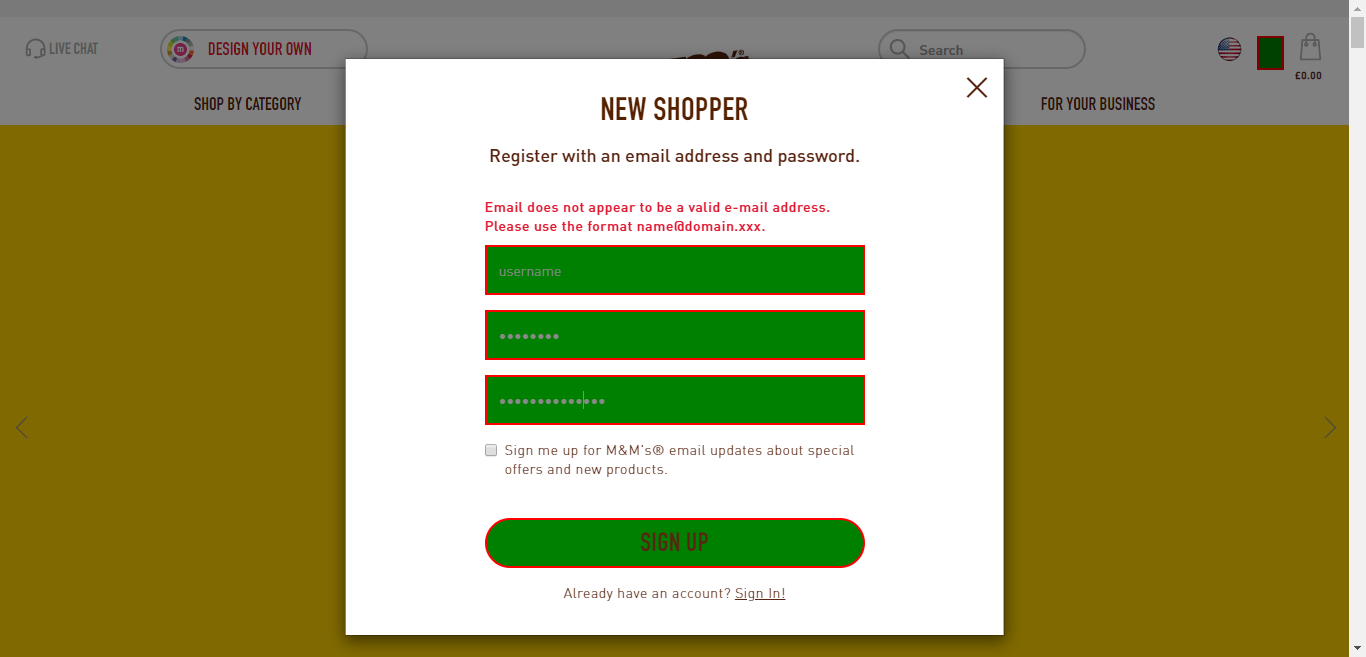 LIVE CHAT
DESIGN YOUR OWN
Search
£0.00
SHOP BY CATEGORY
FOR YOUR BUSINESS
NEW SHOPPER
Register with an email address and password.
Email does not appear to be a valid e-mail address.
Please use the format name@domain.xxx.
username
••••••••
••••••••••••••
Sign me up for M&M's® email updates about special
offers and new products.
SIGN UP
Already have an account? Sign In!